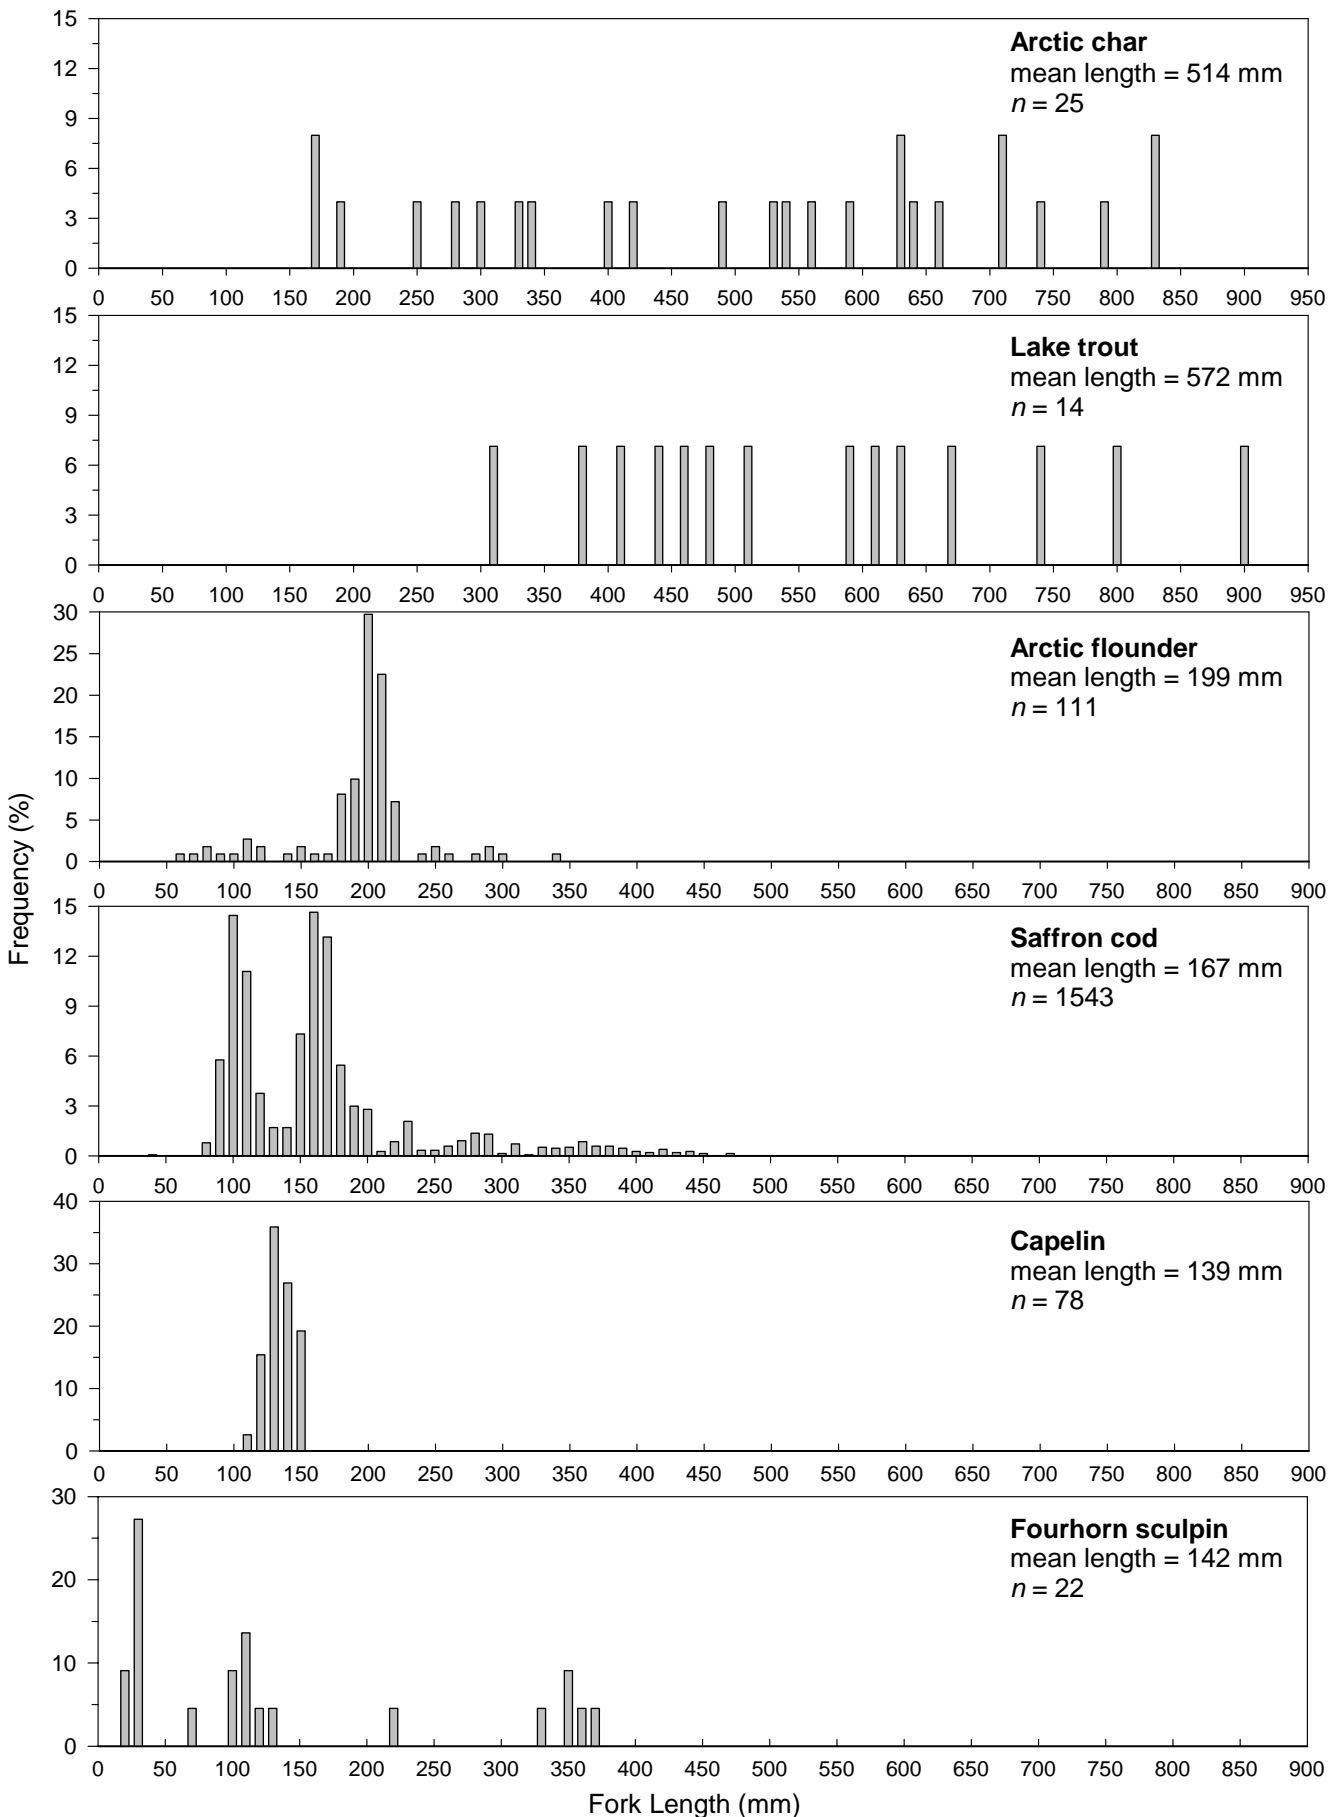 15
12
9
6
3
0
Arctic char
mean length = 514 mm
n = 25
0 50 100 150 200 250 300 350 400 450 500 550 600 650 700 750 800 850 900 950
15
12
9
6
3
0
Lake trout
mean length = 572 mm
n = 14
0 50 100 150 200 250 300 350 400 450 500 550 600 650 700 750 800 850 900 950
30
25
20
15
10
5
0
Arctic flounder
mean length = 199 mm
n = 111
0 50 100 150 200 250 300 350 400 450 500 550 600 650 700 750 800 850 900
Frequency (%)
15
12
9
6
3
0
Saffron cod
mean length = 167 mm
n = 1543
0 50 100 150 200 250 300 350 400 450 500 550 600 650 700 750 800 850 900
40
30
20
10
0
Capelin
mean length = 139 mm
n = 78
0 50 100 150 200 250 300 350 400 450 500 550 600 650 700 750 800 850 900
30
20
10
0
Fourhorn sculpin
mean length = 142 mm
n = 22
0 50 100 150 200 250 300 350 400 450 500 550 600 650 700 750 800 850 900
Fork Length (mm)